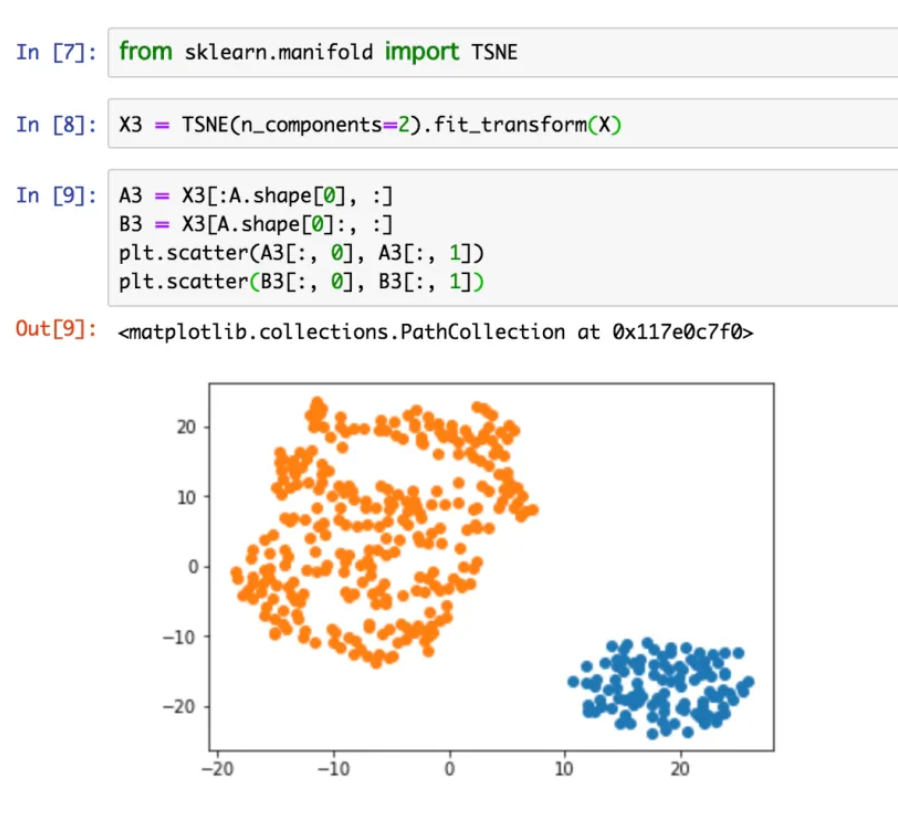 In [7]: from sklearn.manifold import TSNE
In [8]: X3 = TSNE(n_components=2).fit_transform(X)
In [9]: A3 = X3[:A.shape[0], :]
B3 = X3[A.shape[0]:, :]
plt.scatter(A3[:, 0], A3[:, 1])
plt.scatter(B3[:, 0], B3[:, 1])
Out[9]: <matplotlib.collections.PathCollection at 0x117e0c7f0>
20
10
0
−10
−20
−20 −10 0 10 20